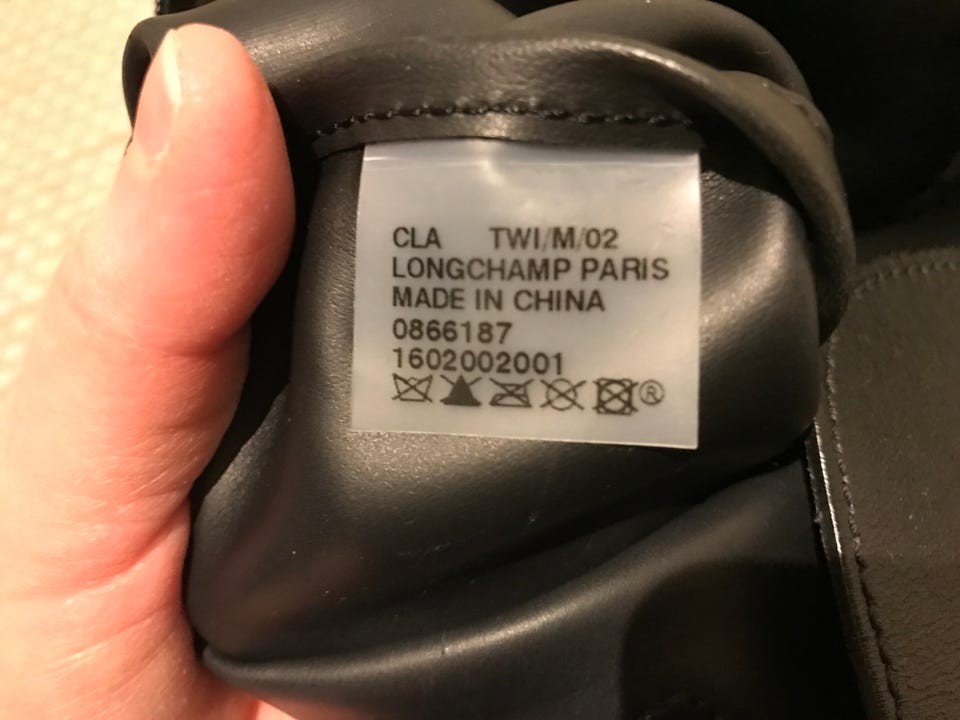 CLA TWI/M/02
LONGCHAMP PARIS
MADE IN CHINA
0866187
1602002001
®